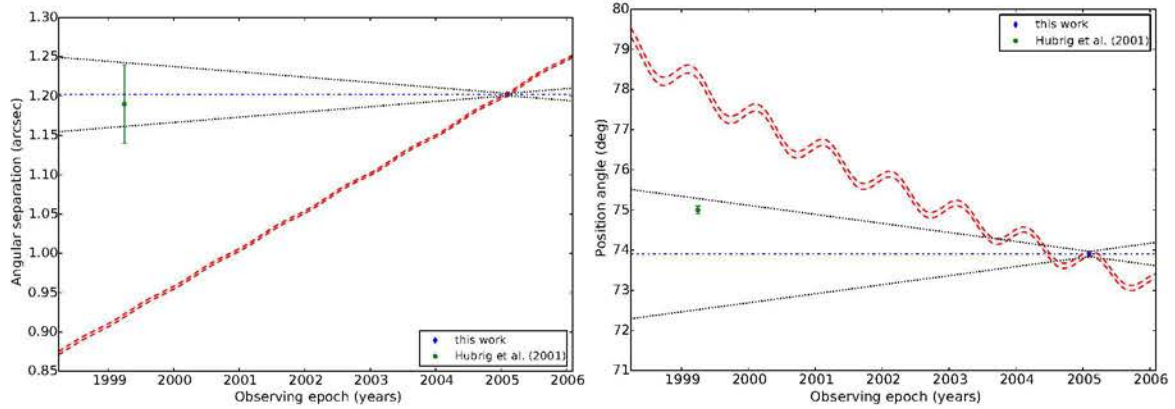 1.30
1.25
1.20
1.15
1.10
1.05
1.00
0.95
0.90
0.85
Angular separation (arcsec)
this work
Hubrig et al. (2001)
this work
Hubrig et al. (2001)
1999 2000 2001 2002 2003 2004 2005 2006
Observing epoch (years)
80
79
78
77
76
75
74
73
72
71
Position angle (deg)
1999 2000 2001 2002 2003 2004 2005 2006
Observing epoch (years)